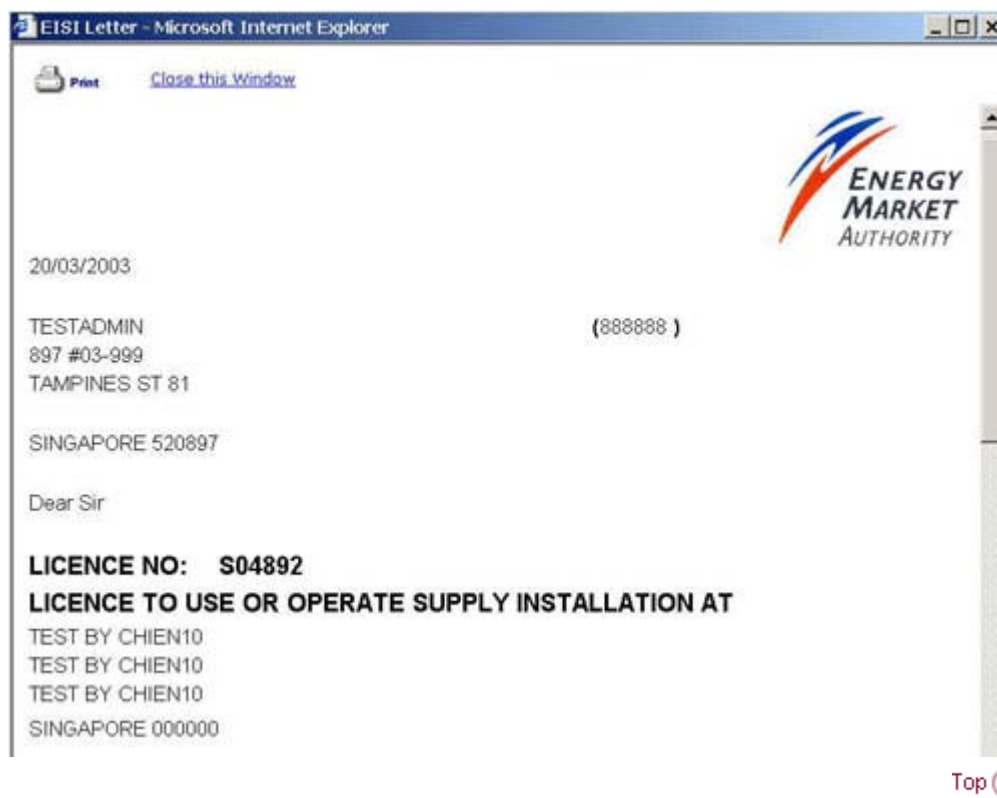 EISI Letter - Microsoft Internet Explorer
Print Close this Window
ENERGY
MARKET
AUTHORITY
20/03/2003
TESTADMIN (888888 )
897 #03-999
TAMPINES ST 81
SINGAPORE 520897
Dear Sir
LICENCE NO: S04892
LICENCE TO USE OR OPERATE SUPPLY INSTALLATION AT
TEST BY CHIEN10
TEST BY CHIEN10
TEST BY CHIEN10
SINGAPORE 000000
Top